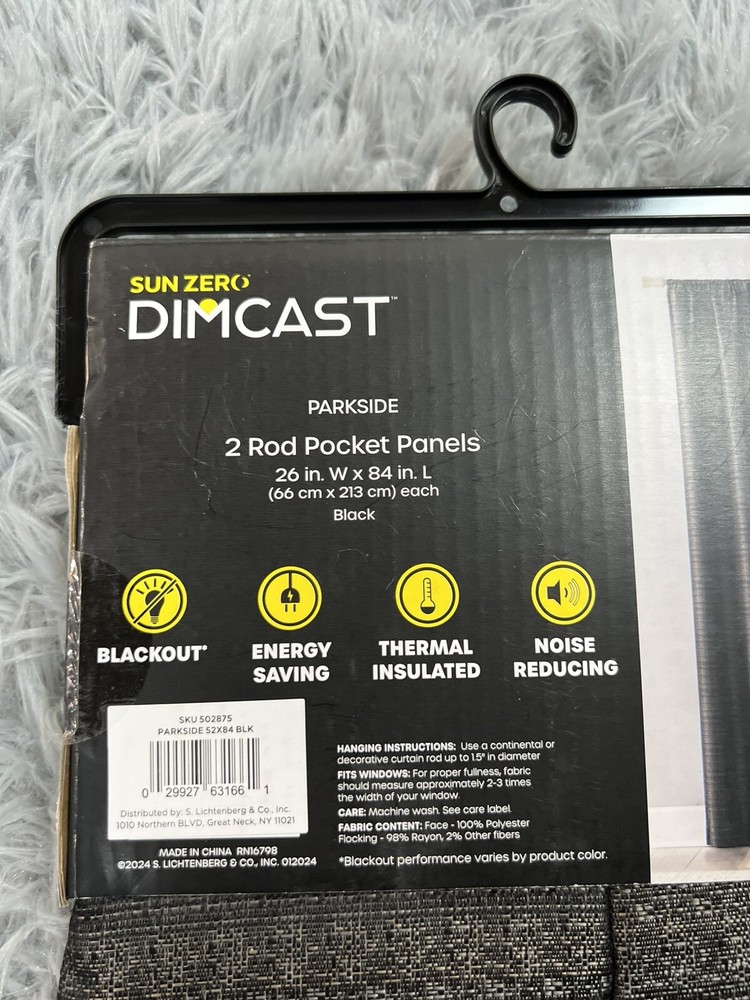 SUN ZERO
DIMCAST™
PARKSIDE
2 Rod Pocket Panels
26 in. W x 84 in. L
(66 cm x 213 cm) each
Black
BLACKOUT*
ENERGY
SAVING
THERMAL
INSULATED
NOISE
REDUCING
SKU 502875
PARKSIDE 52X84 BLK
0 29927 63166 1
Distributed by: S. Lichtenberg & Co., Inc.
1010 Northern BLVD, Great Neck, NY 11021
MADE IN CHINA RN16798
©2024 S. LICHTENBERG & CO., INC. 012024
HANGING INSTRUCTIONS: Use a continental or
decorative curtain rod up to 1.5" in diameter
FITS WINDOWS: For proper fullness, fabric
should measure approximately 2-3 times
the width of your window.
CARE: Machine wash. See care label.
FABRIC CONTENT: Face - 100% Polyester
Flocking - 98% Rayon, 2% Other fibers
*Blackout performance varies by product color.